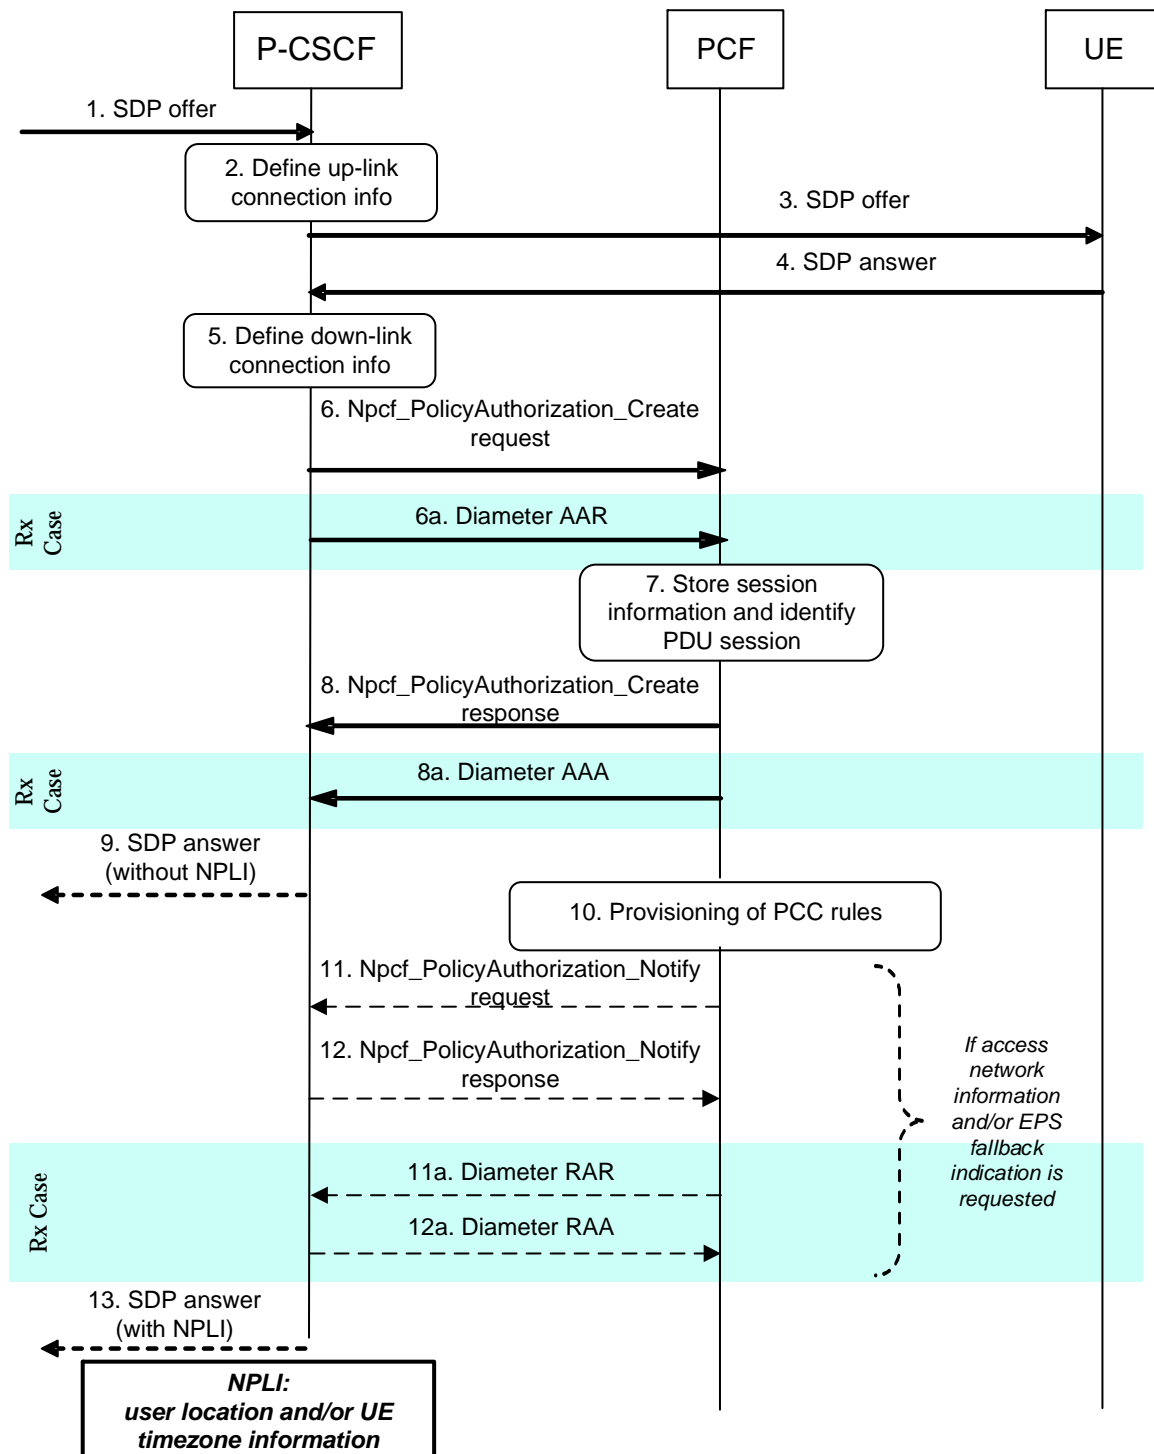 P-CSCF
PCF
UE
1. SDP offer
2. Define up-link
connection info
3. SDP offer
4. SDP answer
5. Define down-link
connection info
6. Npcf_PolicyAuthorization_Create
request
Rx
Case
6a. Diameter AAR
7. Store session
information and identify
PDU session
8. Npcf_PolicyAuthorization_Create
response
Rx
Case
8a. Diameter AAA
9. SDP answer
(without NPLI)
10. Provisioning of PCC rules
11. Npcf_PolicyAuthorization_Notify
request
12. Npcf_PolicyAuthorization_Notify
response
If access
network
information
and/or EPS
fallback
indication is
requested
Rx Case
11a. Diameter RAR
12a. Diameter RAA
13. SDP answer
(with NPLI)
NPLI:
user location and/or UE
timezone information